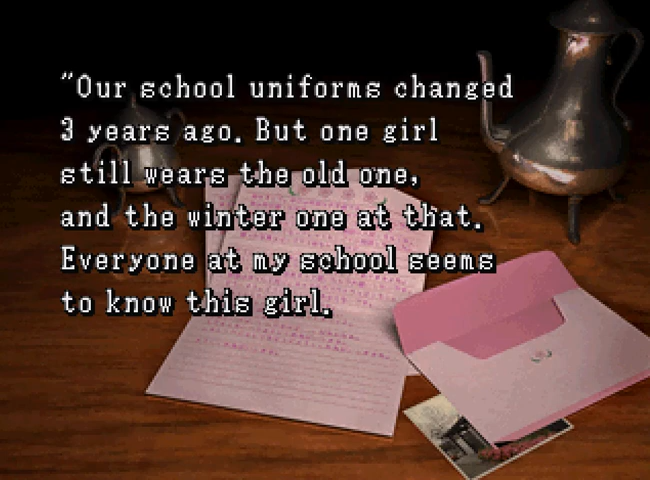 "Our school uniforms changed
3 years ago. But one girl
still wears the old one,
and the winter one at that.
Everyone at my school seems
to know this girl.